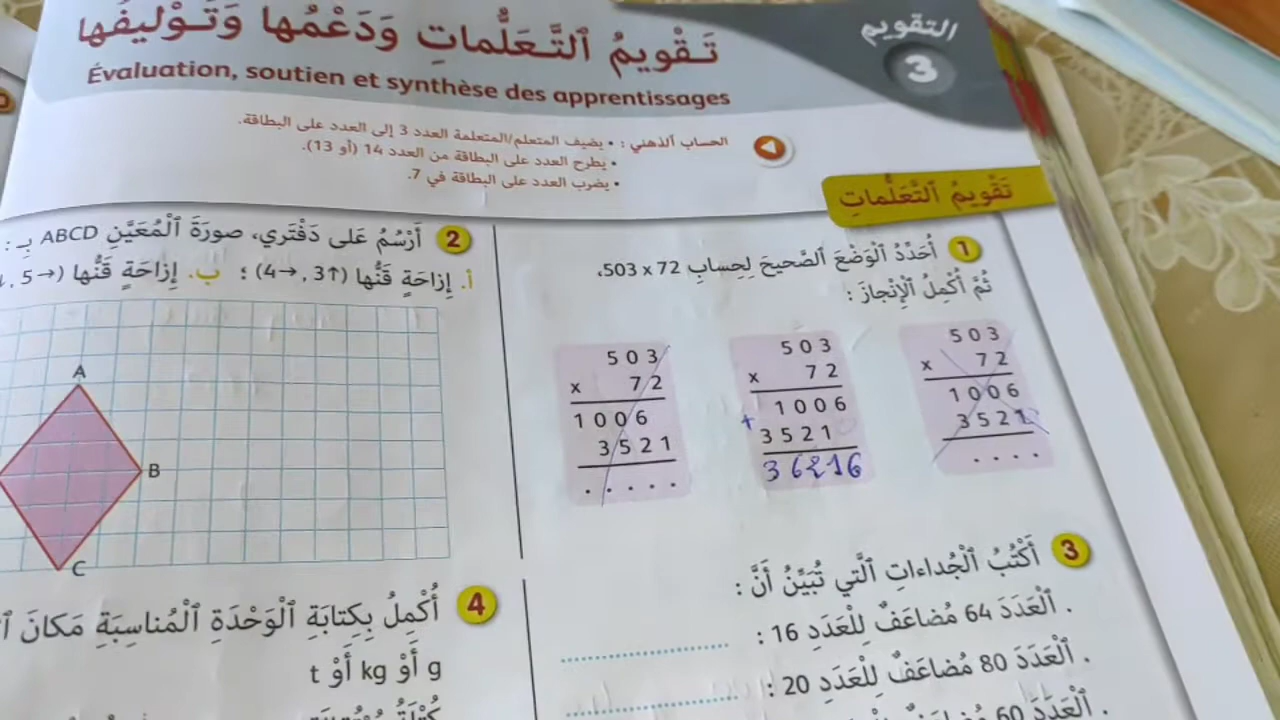 التقويم
3
تَقْويمُ ٱلتَّعَلُّماتِ وَدَعْمُها وَتَوْليفُها
Évaluation, soutien et synthèse des apprentissages
الحساب الذهني : • يضيف المتعلم/المتعلمة العدد 3 إلى العدد على البطاقة.
• يطرح العدد على البطاقة من العدد 14 (أو 13).
• يضرب العدد على البطاقة في 7.
تَقْويمُ ٱلتَّعَلُّماتِ
1 أُحَدِّدُ ٱلْوَضْعَ ٱلصَّحيحَ لِحِسابِ 72 x 503،
ثُمَّ أُكْمِلُ ٱلْإِنْجازَ :
503
x 72
1006
3521
. . . .
503
x 72
1006
+ 3521
36216
503
x 72
1006
3521
. . . . .
2 أَرْسُمُ عَلى دَفْتَري، صورَةَ ٱلْمُعَيَّنِ ABCD بِـ :
أ. إِزاحَةٍ قَنُّها (4→ , 3↑) ؛ ب. إِزاحَةٍ قَنُّها (5→ ,
A
B
C
3 أَكْتُبُ ٱلْجُداءاتِ ٱلَّتي تُبَيِّنُ أَنَّ :
. ٱلْعَدَدَ 64 مُضاعَفٌ لِلْعَدَدِ 16 : ............
. ٱلْعَدَدَ 80 مُضاعَفٌ لِلْعَدَدِ 20 : ............
. ٱلْعَدَدَ 60
4 أُكْمِلُ بِكِتابَةِ ٱلْوَحْدَةِ ٱلْمُناسِبَةِ مَكانَ
g أَوْ kg أَوْ t